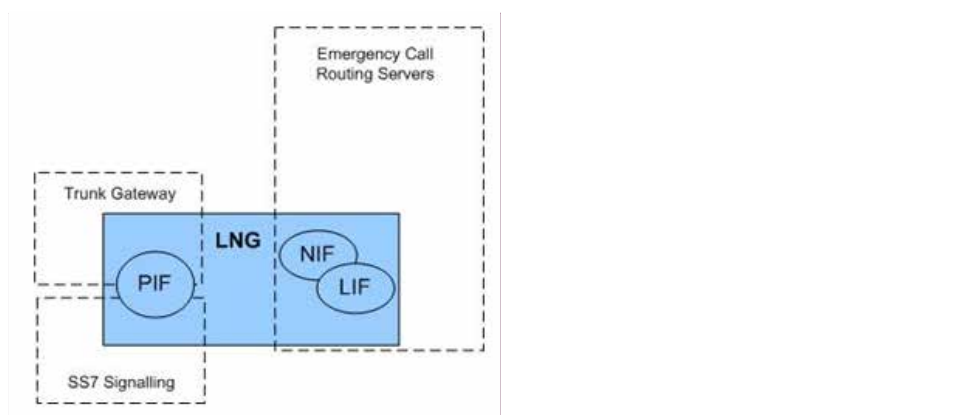 Emergency Call
Routing Servers
Trunk Gateway
LNG
NIF
PIF
LIF
SS7 Signalling